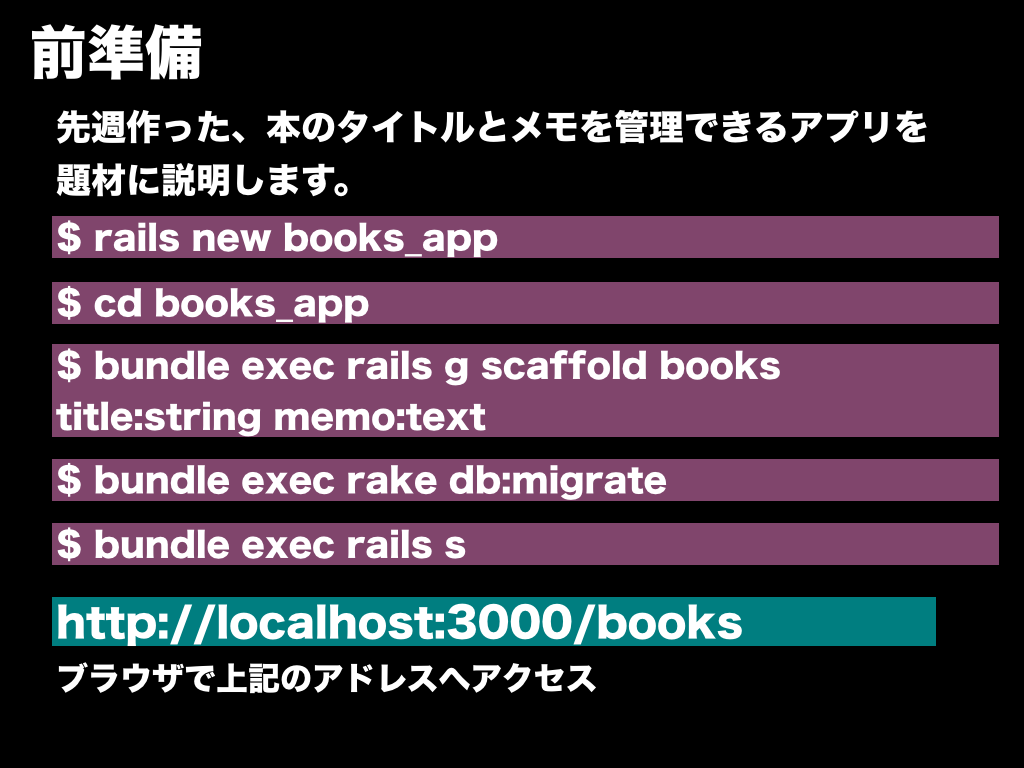 前準備
先週作った、本のタイトルとメモを管理できるアプリを
題材に説明します。
$ rails new books_app
$ cd books_app
$ bundle exec rails g scaffold books
title:string memo:text
$ bundle exec rake db:migrate
$ bundle exec rails s
http://localhost:3000/books
ブラウザで上記のアドレスへアクセス